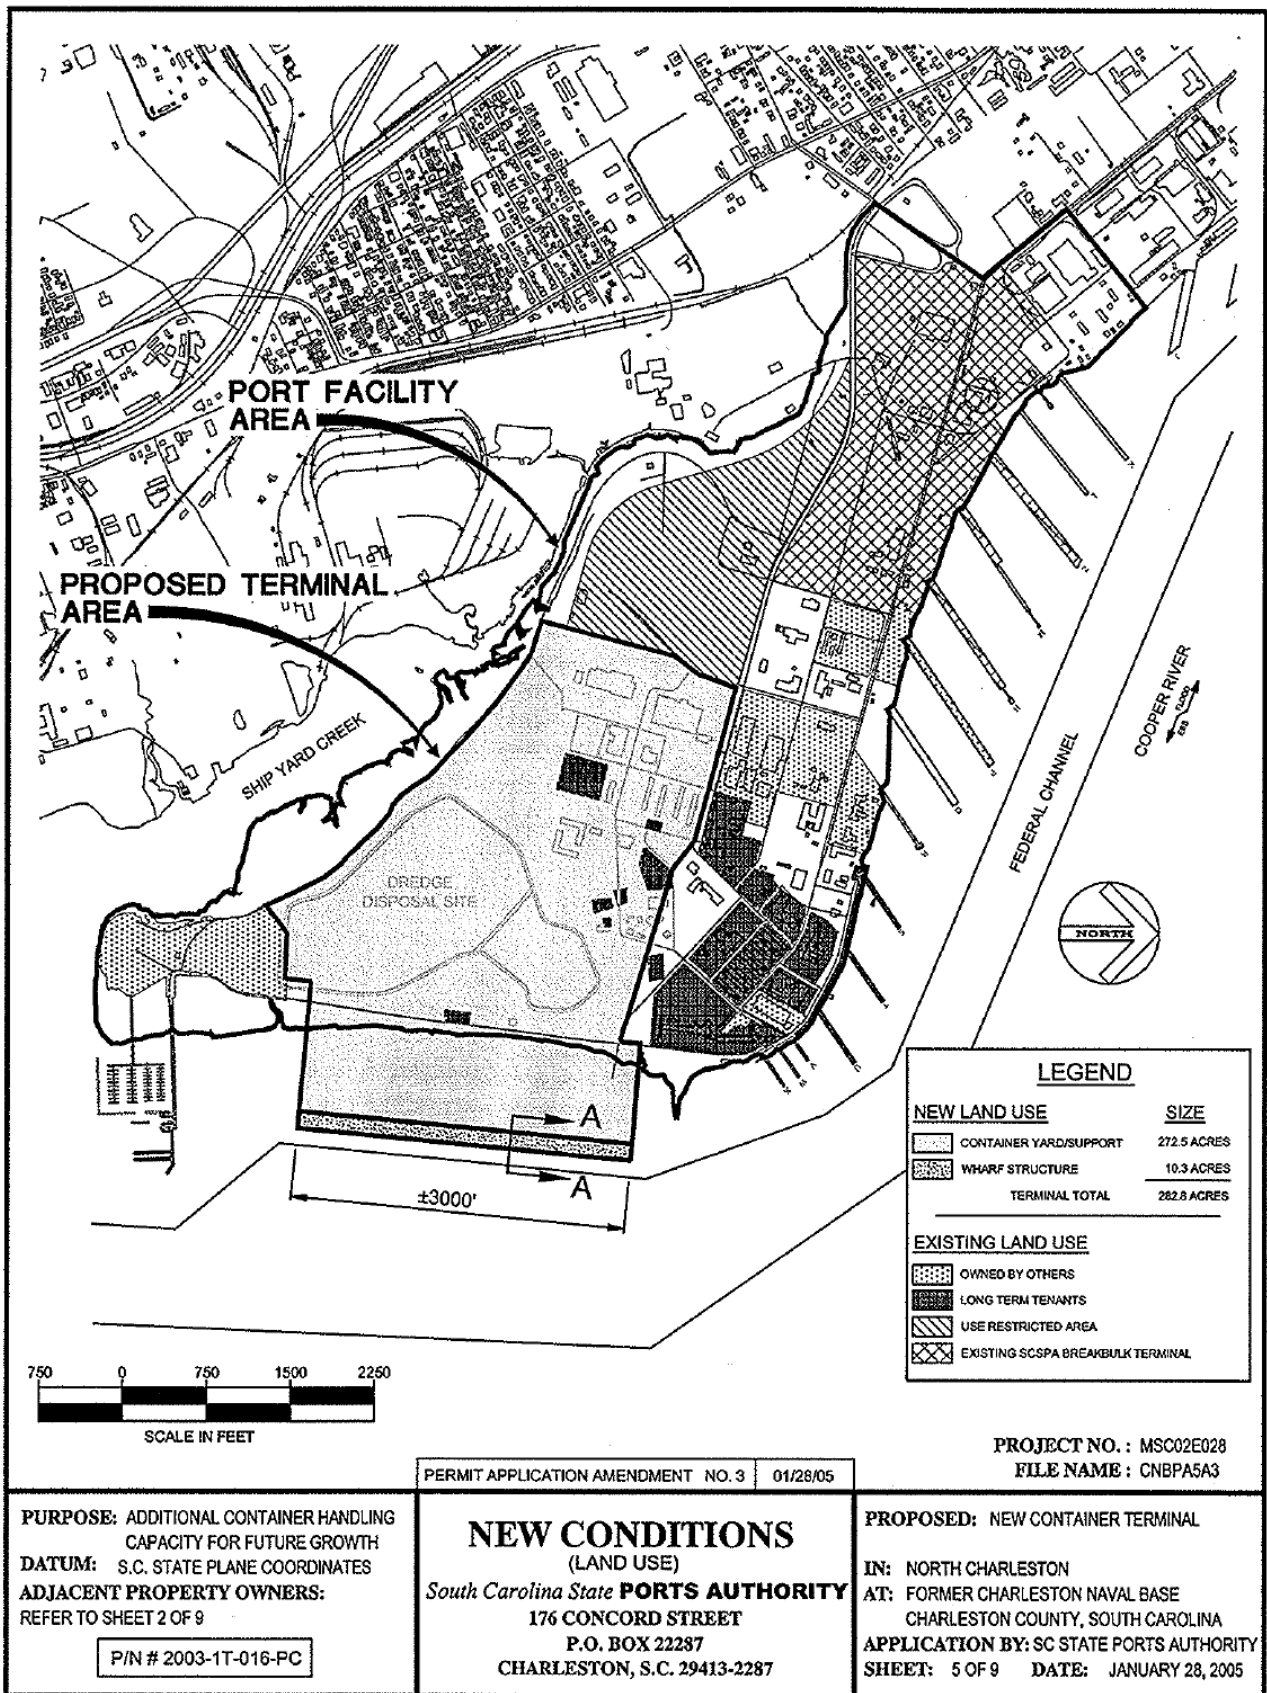 PORT FACILITY
AREA
PROPOSED TERMINAL
AREA
SHIP YARD CREEK
DREDGE
DISPOSAL SITE
COOPER RIVER
FLOOD
EBB
FEDERAL CHANNEL
NORTH
A
A
±3000'
LEGEND
NEW LAND USE SIZE
CONTAINER YARD/SUPPORT 272.5 ACRES
WHARF STRUCTURE 10.3 ACRES
TERMINAL TOTAL 282.8 ACRES
EXISTING LAND USE
OWNED BY OTHERS
LONG TERM TENANTS
USE RESTRICTED AREA
EXISTING SCSPA BREAKBULK TERMINAL
750 0 750 1500 2250
SCALE IN FEET
PROJECT NO. : MSC02E028
FILE NAME : CNBPA5A3
PERMIT APPLICATION AMENDMENT NO. 3 01/28/05
PURPOSE: ADDITIONAL CONTAINER HANDLING
CAPACITY FOR FUTURE GROWTH
DATUM: S.C. STATE PLANE COORDINATES
ADJACENT PROPERTY OWNERS:
REFER TO SHEET 2 OF 9
P/N # 2003-1T-016-PC
NEW CONDITIONS
(LAND USE)
South Carolina State PORTS AUTHORITY
176 CONCORD STREET
P.O. BOX 22287
CHARLESTON, S.C. 29413-2287
PROPOSED: NEW CONTAINER TERMINAL
IN: NORTH CHARLESTON
AT: FORMER CHARLESTON NAVAL BASE
CHARLESTON COUNTY, SOUTH CAROLINA
APPLICATION BY: SC STATE PORTS AUTHORITY
SHEET: 5 OF 9 DATE: JANUARY 28, 2005